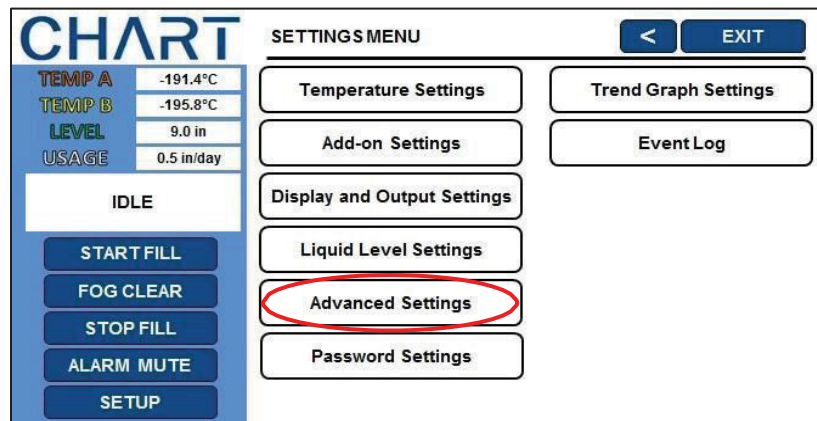 CHART
SETTINGS MENU
<
EXIT
TEMP A -191.4°C
TEMP B -195.8°C
LEVEL 9.0 in
USAGE 0.5 in/day
IDLE
START FILL
FOG CLEAR
STOP FILL
ALARM MUTE
SETUP
Temperature Settings
Add-on Settings
Display and Output Settings
Liquid Level Settings
Advanced Settings
Password Settings
Trend Graph Settings
Event Log